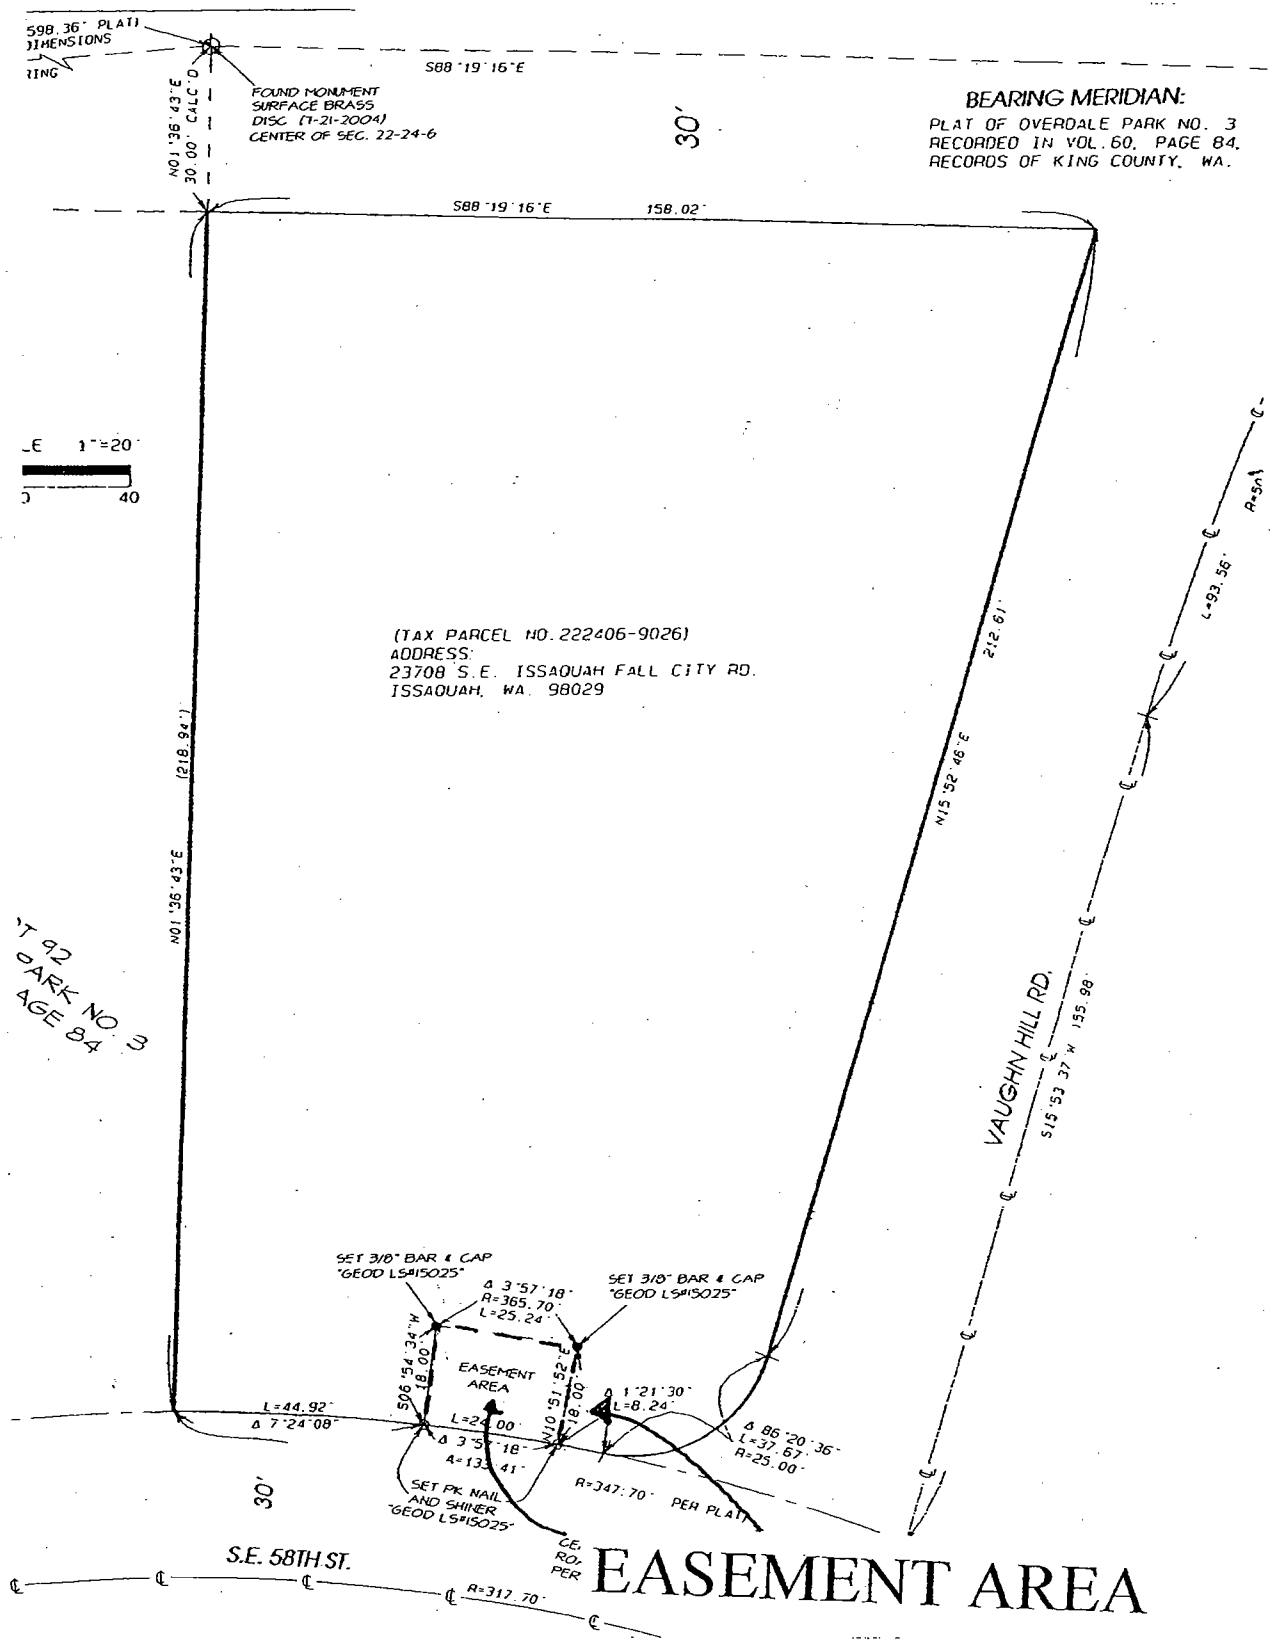 598.36' PLAT)
DIMENSIONS
S88°19'16"E
FOUND MONUMENT
SURFACE BRASS
DISC (7-21-2004)
CENTER OF SEC. 22-24-6
N01°36'43"E
30.00' CALC'D
30'
BEARING MERIDIAN:
PLAT OF OVERDALE PARK NO. 3
RECORDED IN VOL.60, PAGE 84,
RECORDS OF KING COUNTY, WA.
S88°19'16"E 158.02'
1"=20'
40
L=93.56'
(TAX PARCEL NO.222406-9026)
ADDRESS:
23708 S.E. ISSAQUAH FALL CITY RD.
ISSAQUAH, WA. 98029
212.61'
N15°52'46"E
(218.94')
N01°36'43"E
92
PARK NO. 3
84
VAUGHN HILL RD.
S15°53'37"W 155.98'
SET 3/8" BAR & CAP
"GEOD LS#15025"
Δ 3°57'18"
R=365.70'
L=25.24'
SET 3/8" BAR & CAP
"GEOD LS#15025"
S06°54'34"W
18.00'
EASEMENT
AREA
N10°51'52"E
18.00'
Δ 1°21'30"
L=8.24'
L=44.92'
Δ 7°24'08"
L=24.00'
Δ 3°57'18"
A=133.41'
Δ 86°20'36"
L=37.67'
R=25.00'
SET PK NAIL
AND SHINER
"GEOD LS#15025"
R=347.70' PER PLAT)
30'
S.E. 58TH ST.
PER
EASEMENT AREA
R=317.70'